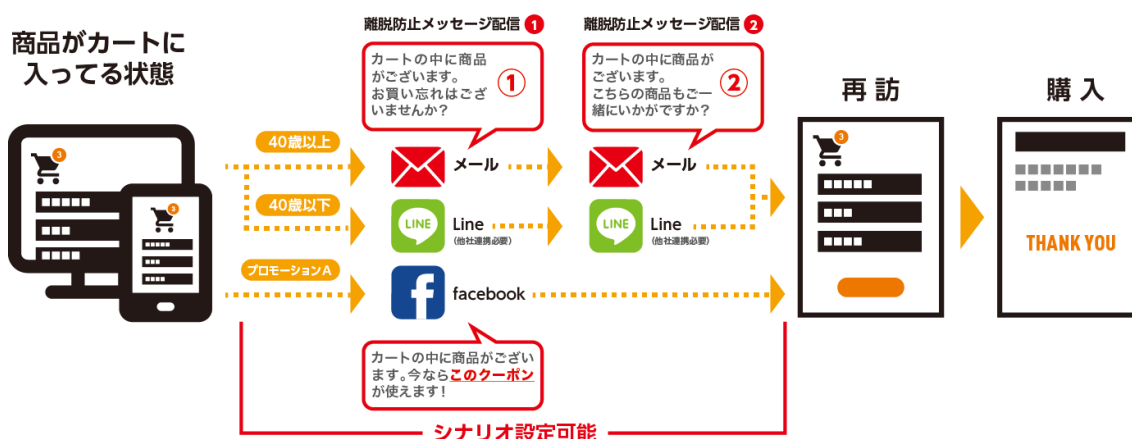 商品がカートに
入ってる状態
離脱防止メッセージ配信 1
カートの中に商品
がございます。
お買い忘れはござ
いませんか?
①
離脱防止メッセージ配信 2
カートの中に商品が
ございます。
こちらの商品もご一
緒にいかがですか?
②
再訪
購入
3
3
40歳以上
メール
メール
40歳以下
LINE
Line
(他社連携必要)
LINE
Line
(他社連携必要)
プロモーションA
facebook
カートの中に商品がござい
ます。今ならこのクーポン
が使えます!
シナリオ設定可能
3
THANK YOU